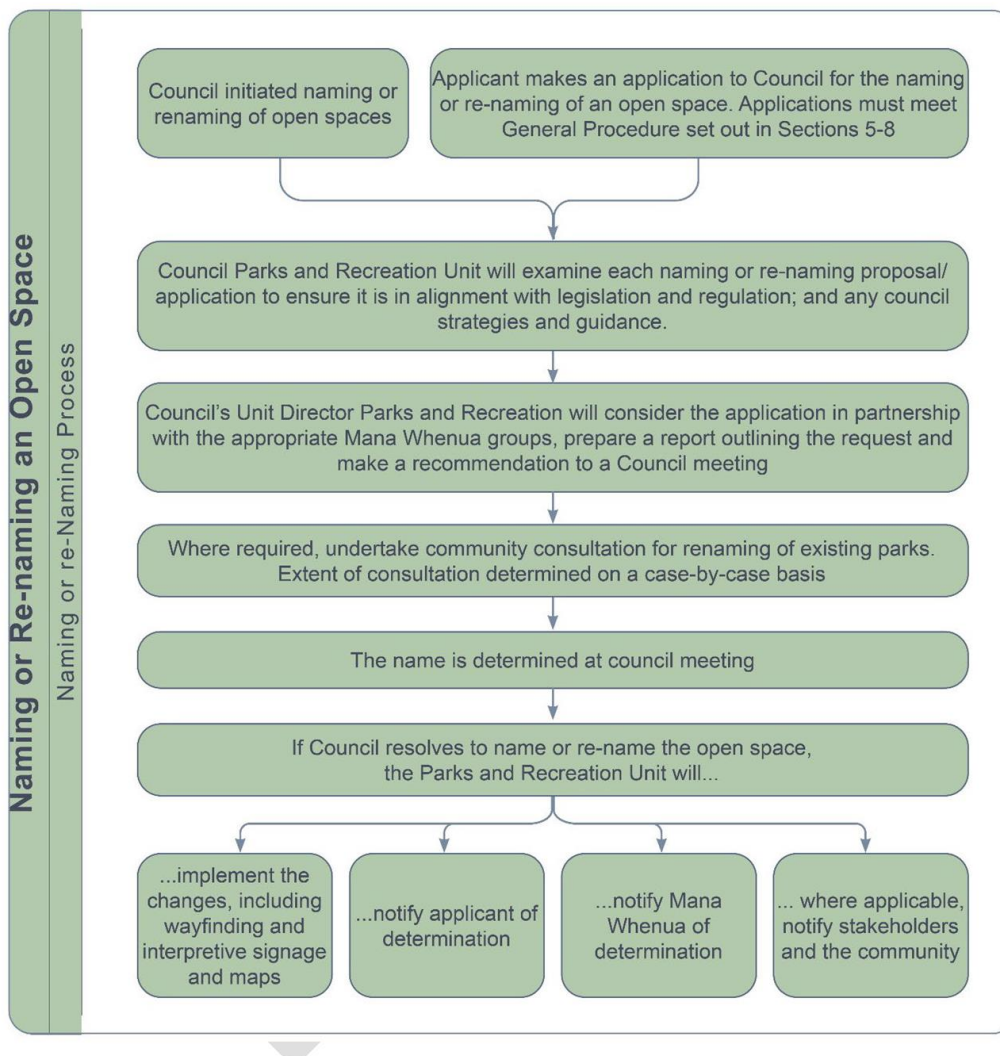 Naming or Re-naming an Open Space
Naming or re-Naming Process
Council initiated naming or
renaming of open spaces
Applicant makes an application to Council for the naming
or re-naming of an open space. Applications must meet
General Procedure set out in Sections 5-8
Council Parks and Recreation Unit will examine each naming or re-naming proposal/
application to ensure it is in alignment with legislation and regulation; and any council
strategies and guidance.
Council's Unit Director Parks and Recreation will consider the application in partnership
with the appropriate Mana Whenua groups, prepare a report outlining the request and
make a recommendation to a Council meeting
Where required, undertake community consultation for renaming of existing parks.
Extent of consultation determined on a case-by-case basis
The name is determined at council meeting
If Council resolves to name or re-name the open space,
the Parks and Recreation Unit will...
...implement the
changes, including
wayfinding and
interpretive signage
and maps
...notify applicant of
determination
...notify Mana
Whenua of
determination
... where applicable,
notify stakeholders
and the community